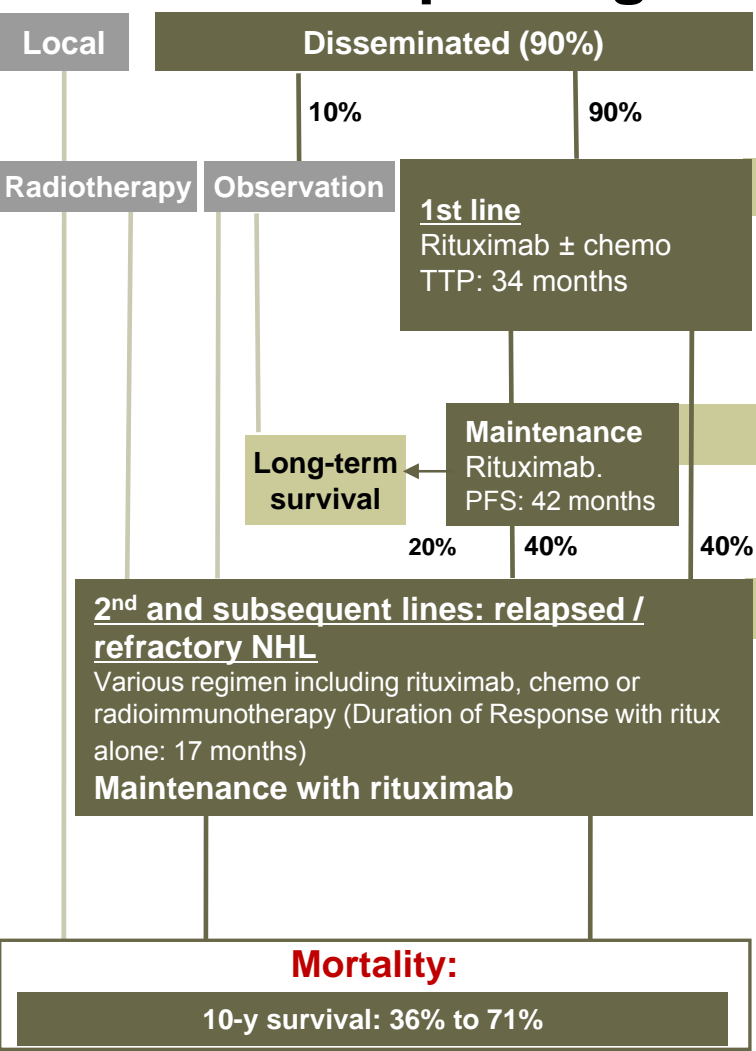 Local
Disseminated (90%)
10%
90%
Radiotherapy
Observation
1st line
Rituximab ± chemo
TTP: 34 months
Maintenance
Rituximab.
PFS: 42 months
Long-term
survival
20%
40%
40%
2nd and subsequent lines: relapsed /
refractory NHL
Various regimen including rituximab, chemo or
radioimmunotherapy (Duration of Response with ritux
alone: 17 months)
Maintenance with rituximab
Mortality:
10-y survival: 36% to 71%